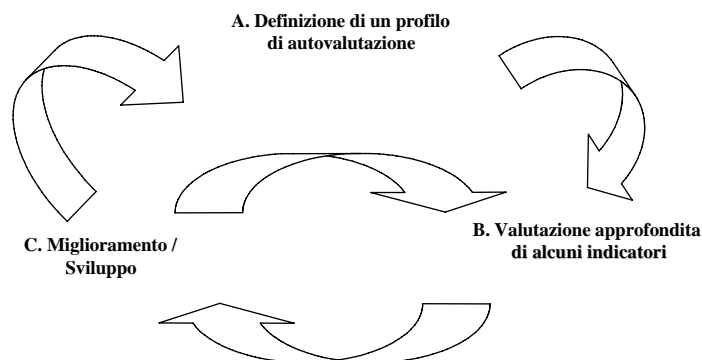 A. Definizione di un profilo
di autovalutazione
B. Valutazione approfondita
di alcuni indicatori
C. Miglioramento /
Sviluppo